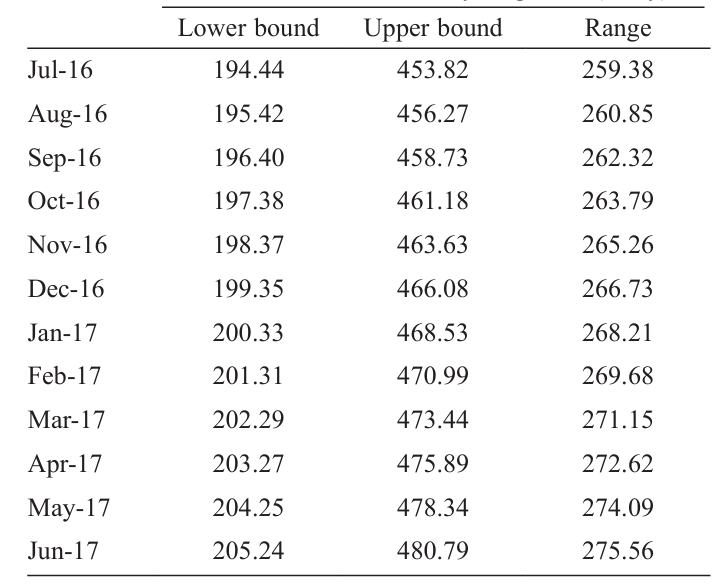 Lower bound Upper bound Range
Jul-16 194.44 453.82 259.38
Aug-16 195.42 456.27 260.85
Sep-16 196.40 458.73 262.32
Oct-16 197.38 461.18 263.79
Nov-16 198.37 463.63 265.26
Dec-16 199.35 466.08 266.73
Jan-17 200.33 468.53 268.21
Feb-17 201.31 470.99 269.68
Mar-17 202.29 473.44 271.15
Apr-17 203.27 475.89 272.62
May-17 204.25 478.34 274.09
Jun-17 205.24 480.79 275.56